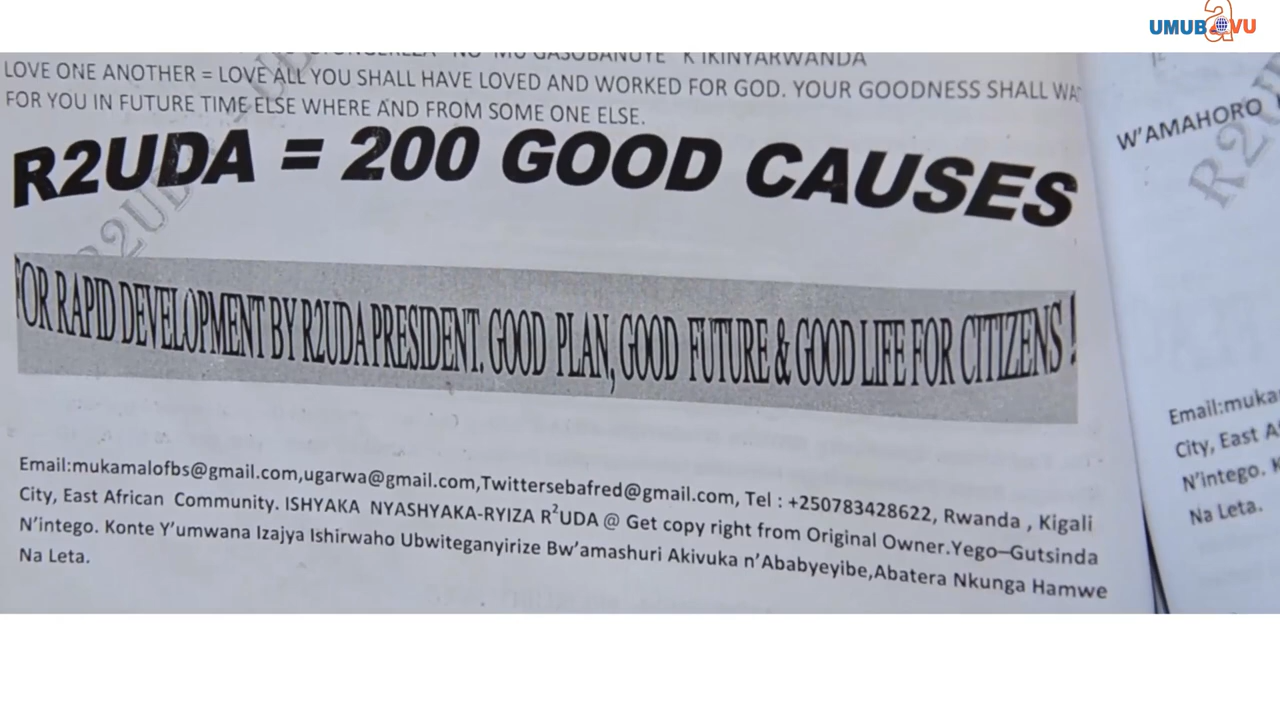 UMUBAVU
K IKINYARWANDA
LOVE ONE ANOTHER = LOVE ALL YOU SHALL HAVE LOVED AND WORKED FOR GOD. YOUR GOODNESS SHALL
FOR YOU IN FUTURE TIME ELSE WHERE AND FROM SOME ONE ELSE.
R2UDA = 200 GOOD CAUSES
FOR RAPID DEVELOPMENT BY R2UDA PRESIDENT. GOOD PLAN, GOOD FUTURE & GOOD LIFE FOR CITIZENS !
Email:mukamalofbs@gmail.com,ugarwa@gmail.com,Twittersebafred@gmail.com, Tel : +250783428622, Rwanda , Kigali
City, East African Community. ISHYAKA NYASHYAKA-RYIZA R²UDA @ Get copy right from Original Owner.Yego–Gutsinda
N'intego. Konte Y'umwana Izajya Ishirwaho Ubwiteganyirize Bw'amashuri Akivuka n'Ababyeyibe,Abatera Nkunga Hamwe
Na Leta.
W'AMAHORO
Email:muka
City, East A
N'intego. K
Na Leta.